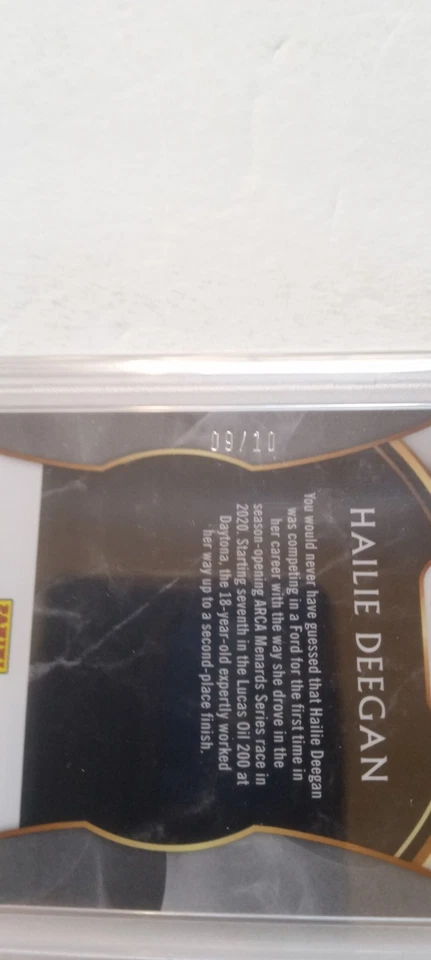 HAILIE DEEGAN
You would never have guessed that Hailie Deegan
was competing in a Ford for the first time in
her career with the way she drove in the
season-opening ARCA Menards Series race in
2020. Starting seventh in the Lucas Oil 200 at
Daytona, the 18-year-old expertly worked
her way up to a second-place finish.
09/10
PANINI